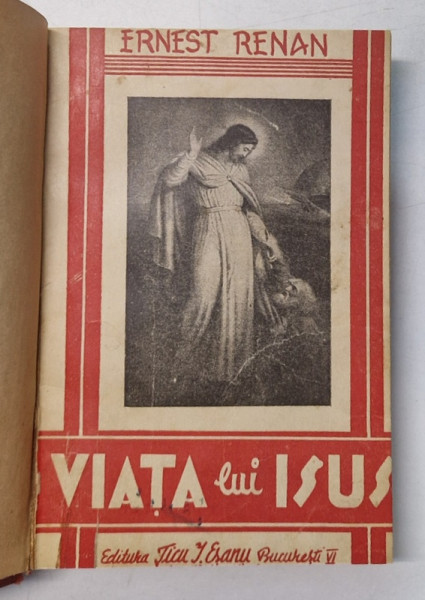 ERNEST RENAN
VIAȚA lui ISUS
Editura Ticu I. Eșanu București VI